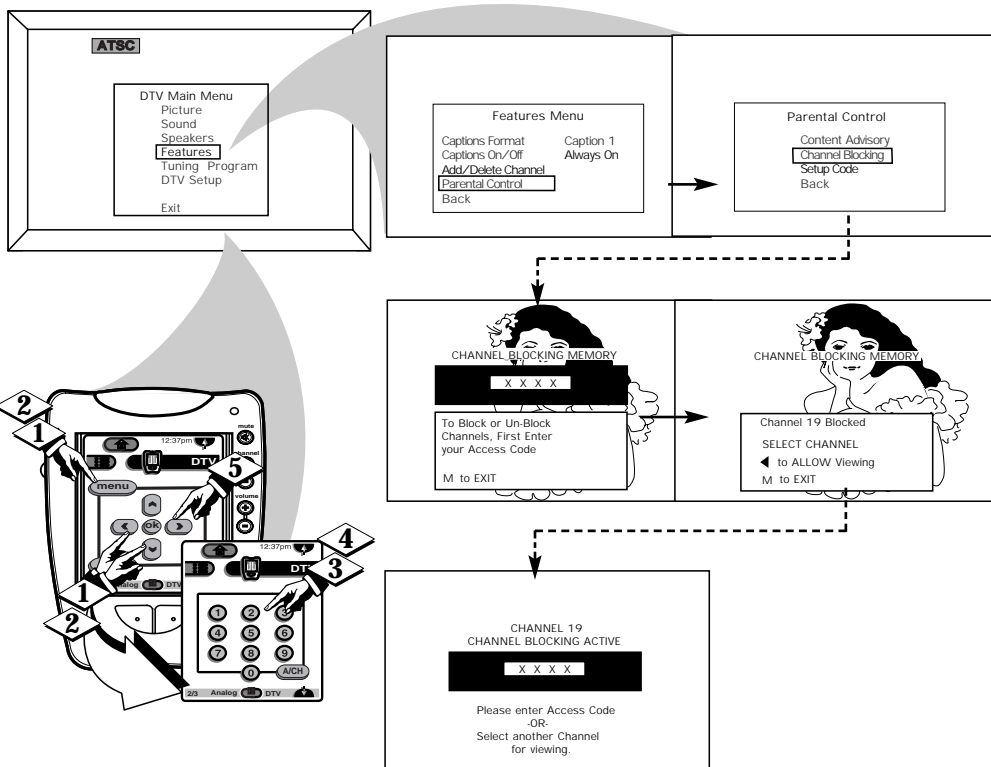 ATSC
DTV Main Menu
Picture
Sound
Speakers
Features
Tuning Program
DTV Setup
Exit
Features Menu
Captions Format Caption 1
Captions On/Off Always On
Add/Delete Channel
Parental Control
Back
Parental Control
Content Advisory
Channel Blocking
Setup Code
Back
CHANNEL BLOCKING MEMORY
X X X X
To Block or Un-Block
Channels, First Enter
your Access Code
M to EXIT
CHANNEL BLOCKING MEMORY
Channel 19 Blocked
SELECT CHANNEL
to ALLOW Viewing
M to EXIT
CHANNEL 19
CHANNEL BLOCKING ACTIVE
X X X X
Please enter Access Code
-OR-
Select another Channel
for viewing.
2
1
mute
12:37pm
DTV
5
menu
volume
ok
1
2
DTV
12:37pm
4
3
1 2 3
4 5 6
7 8 9
0 A/CH
2/3 Analog DTV